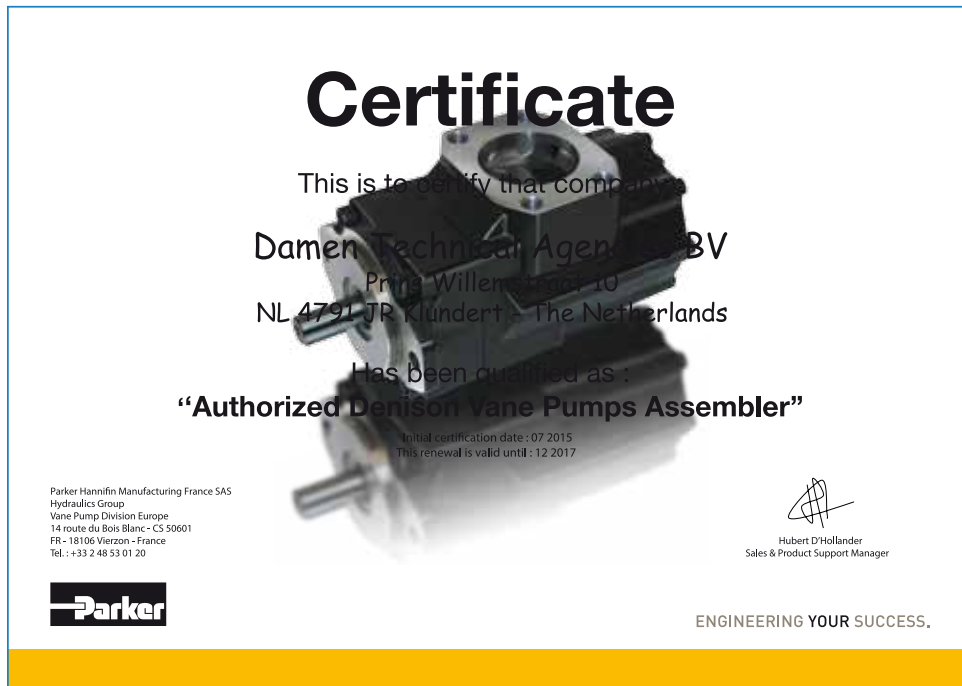 Certificate
This is to certify that company :
Damen Technical Agencies BV
Prins Willemstraat 10
NL 4791 JR Klundert - The Netherlands
Has been qualified as :
‘‘Authorized Denison Vane Pumps Assembler”
Initial certification date : 07 2015
This renewal is valid until : 12 2017
Parker Hannifin Manufacturing France SAS
Hydraulics Group
Vane Pump Division Europe
14 route du Bois Blanc - CS 50601
FR - 18106 Vierzon - France
Tel. : +33 2 48 53 01 20
Hubert D'Hollander
Sales & Product Support Manager
Parker
ENGINEERING YOUR SUCCESS.